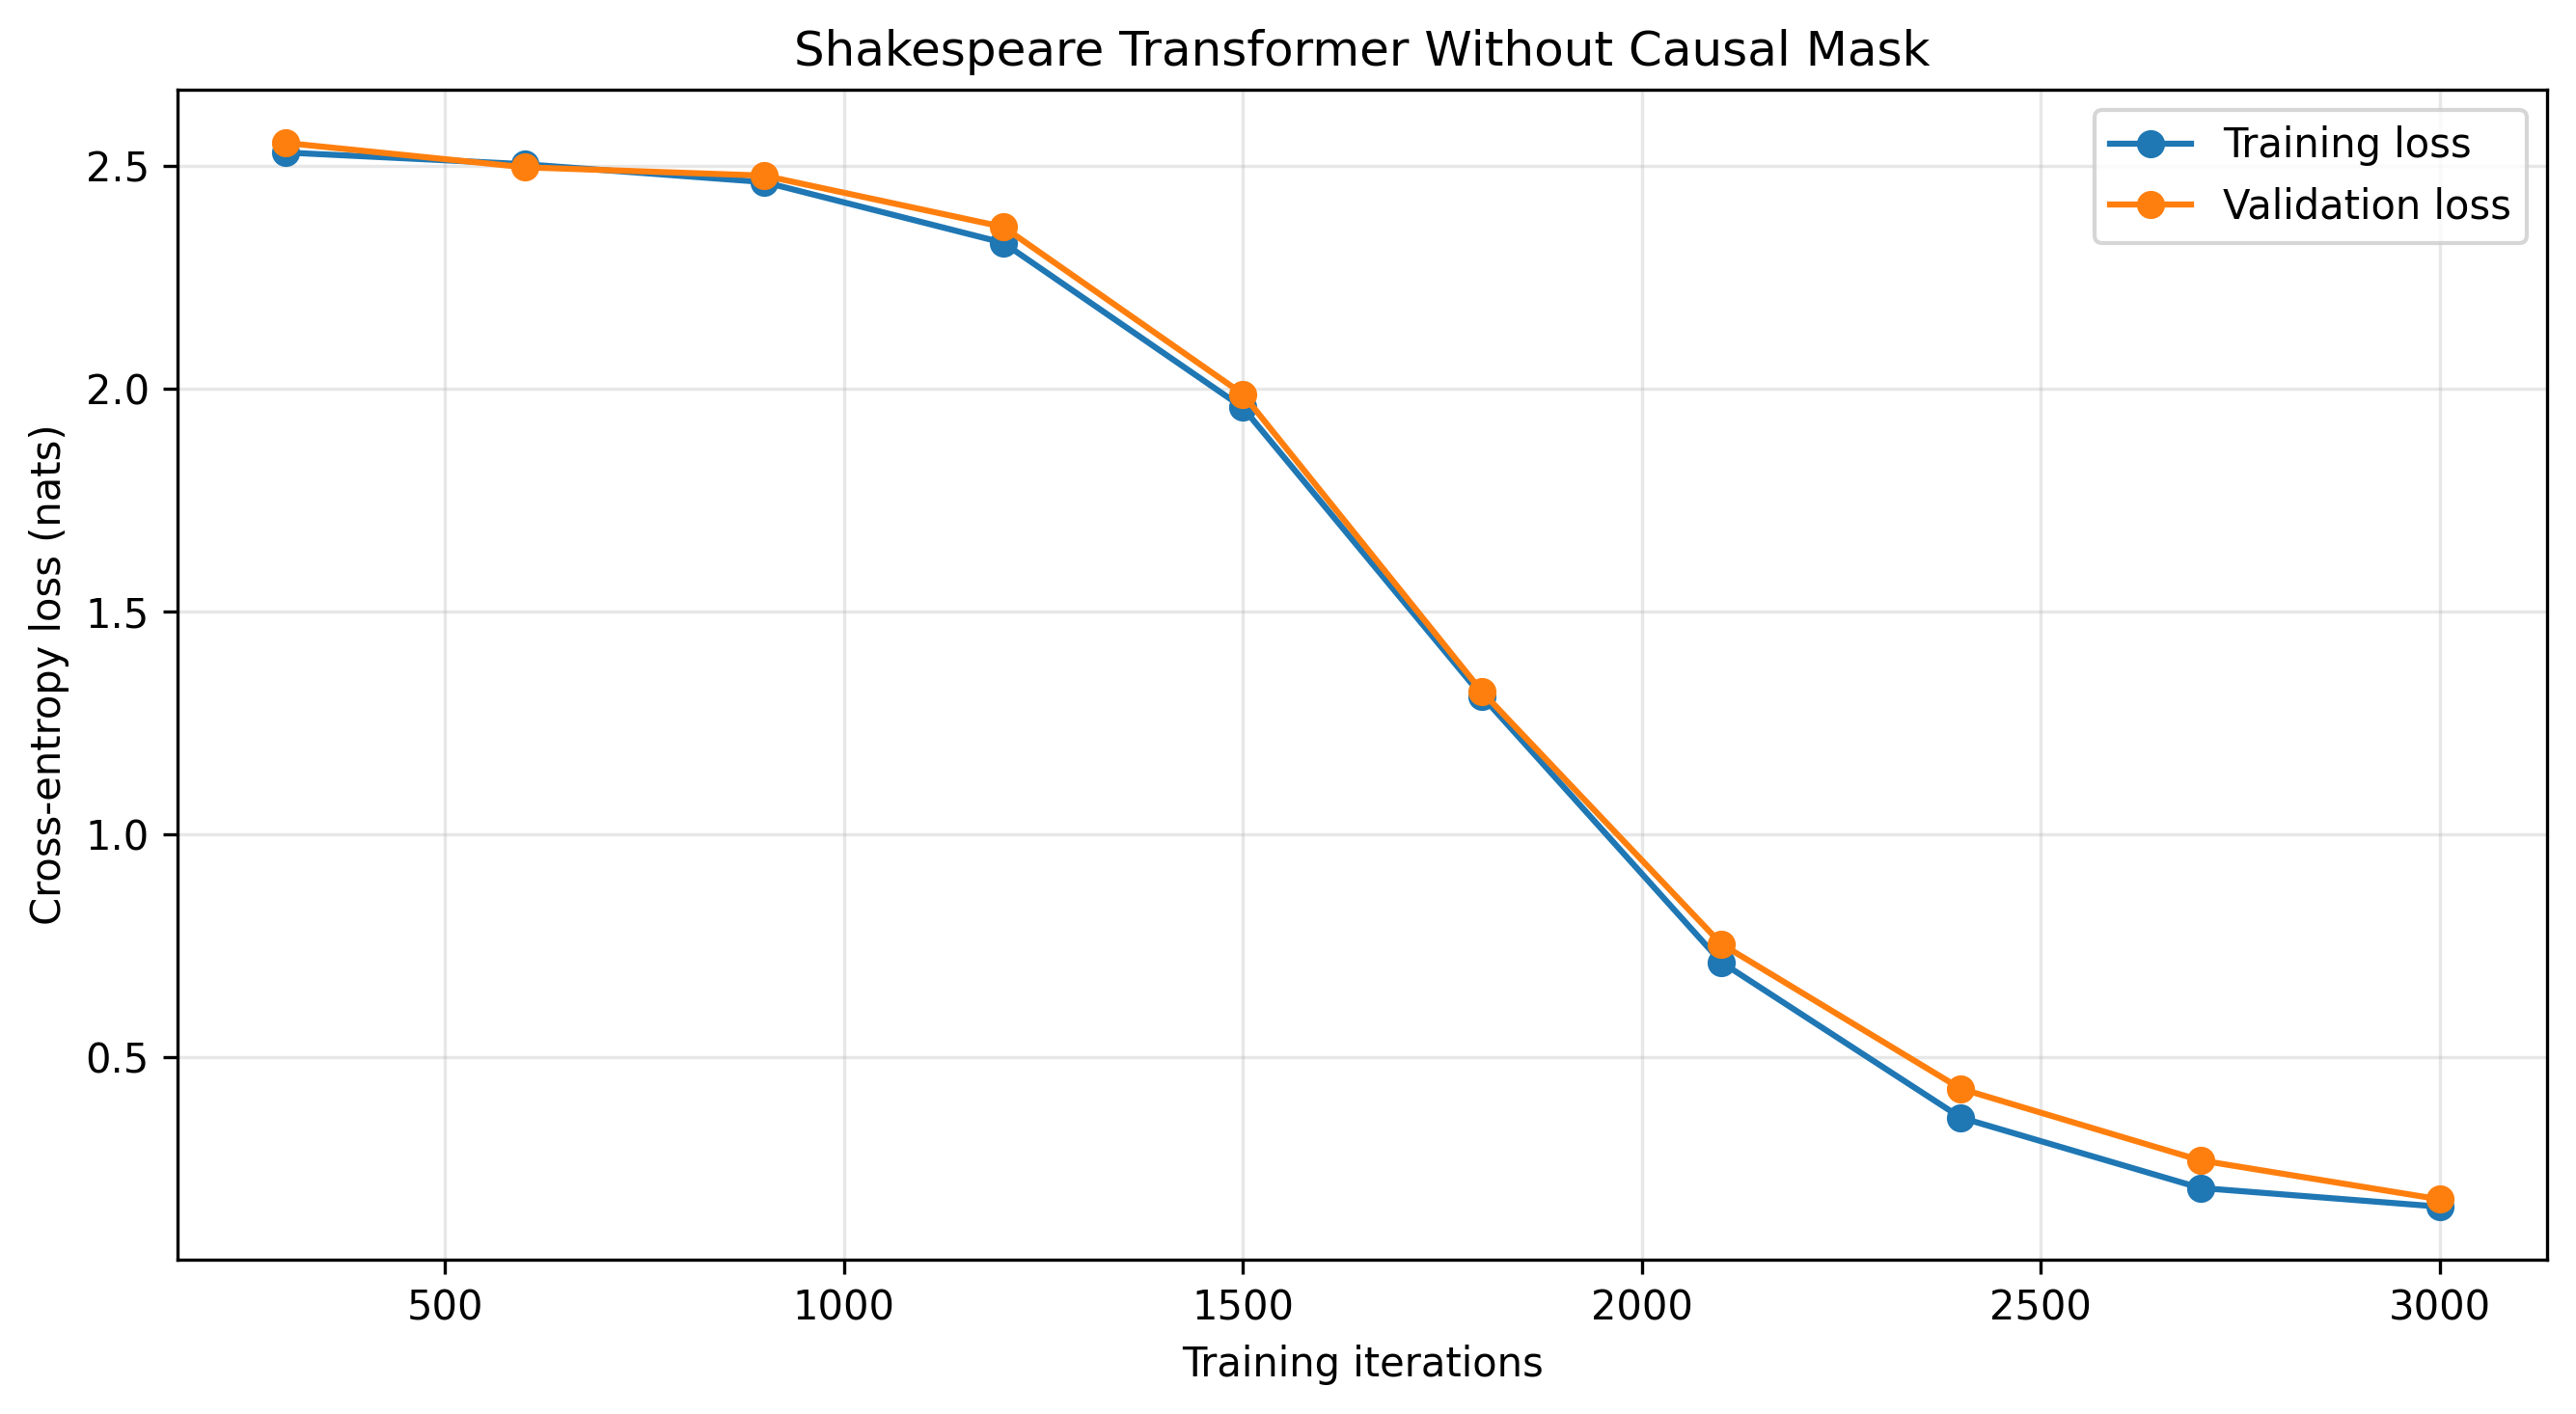 Shakespeare Transformer Without Causal Mask
Training loss
Validation loss
Cross-entropy loss (nats)
2.5
2.0
1.5
1.0
0.5
500
1000
1500
2000
2500
3000
Training iterations